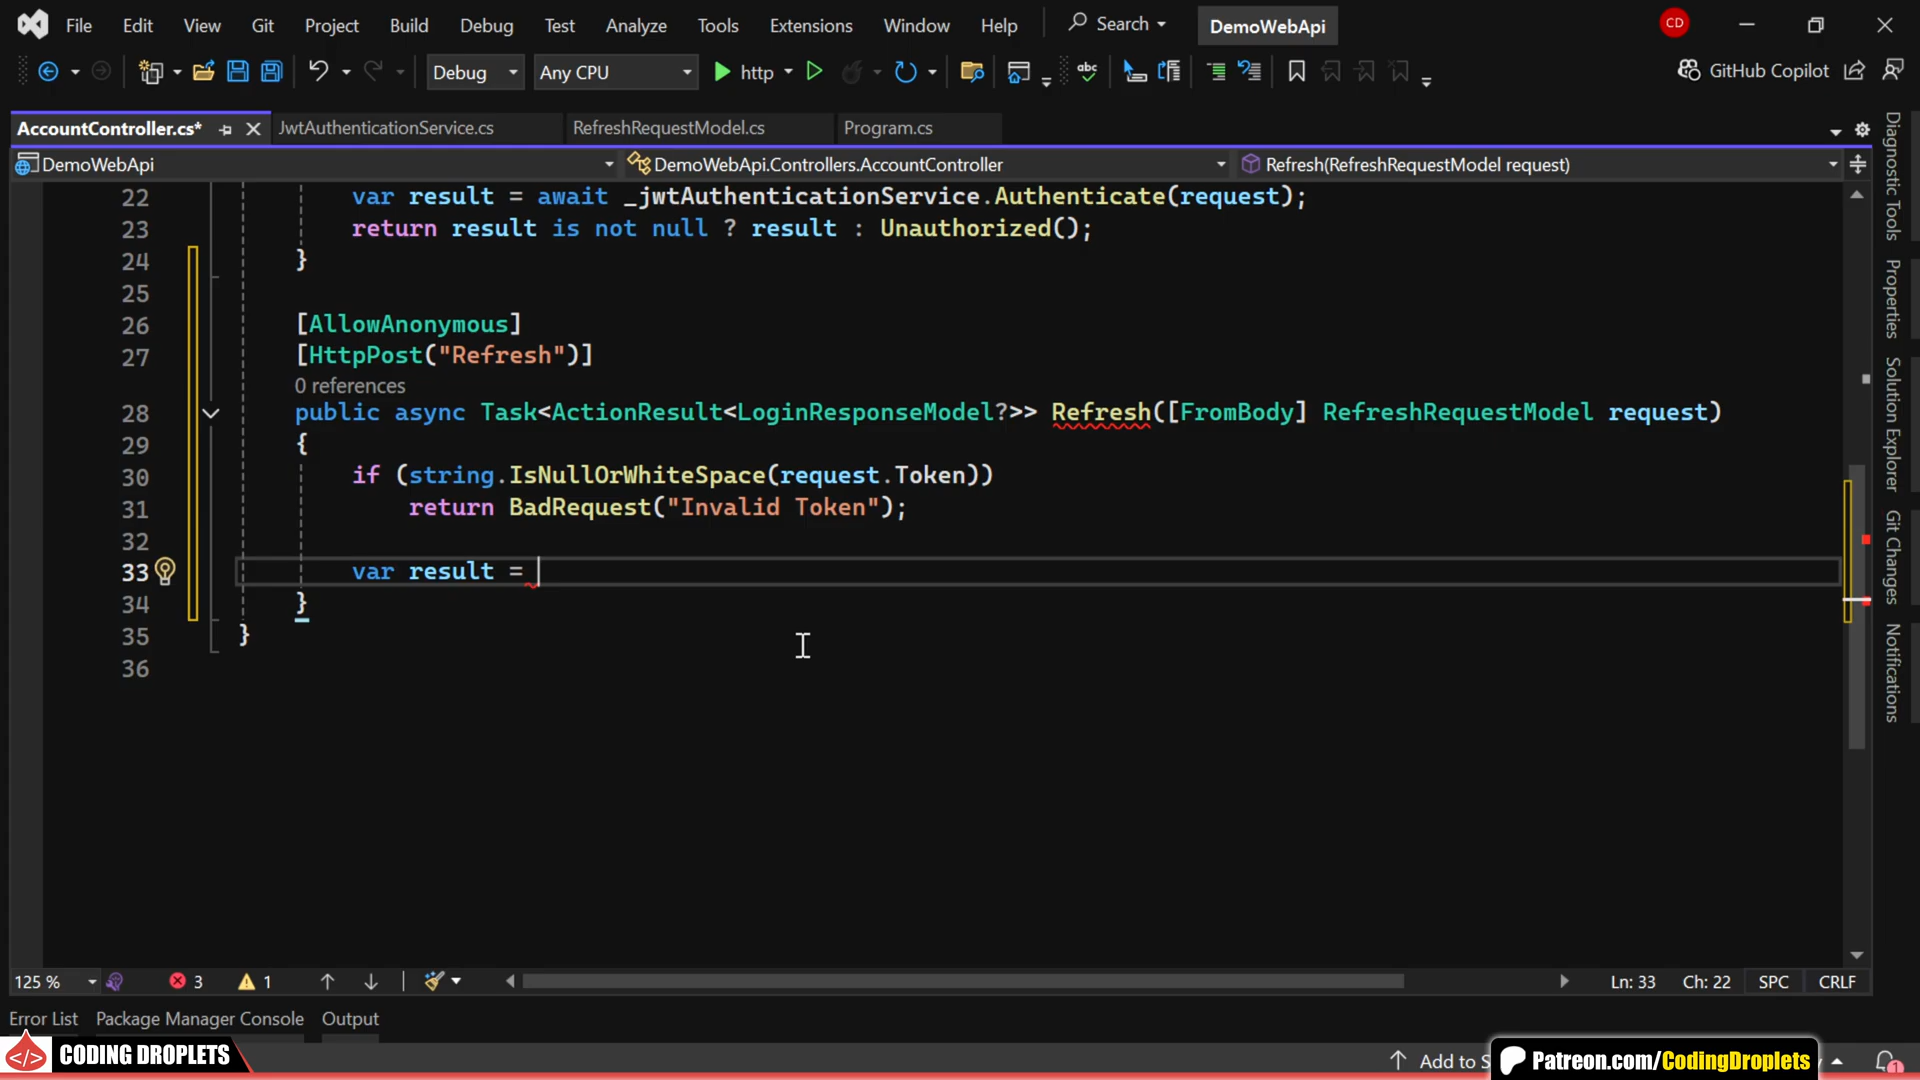 File Edit View Git Project Build Debug Test Analyze Tools Extensions Window Help Search DemoWebApi CD
Debug Any CPU http abc GitHub Copilot
AccountController.cs* JwtAuthenticationService.cs RefreshRequestModel.cs Program.cs
DemoWebApi DemoWebApi.Controllers.AccountController Refresh(RefreshRequestModel request)
22 var result = await _jwtAuthenticationService.Authenticate(request);
23 return result is not null ? result : Unauthorized();
24 }
25
26 [AllowAnonymous]
27 [HttpPost("Refresh")]
0 references
28 public async Task<ActionResult<LoginResponseModel?>> Refresh([FromBody] RefreshRequestModel request)
29 {
30 if (string.IsNullOrWhiteSpace(request.Token))
31 return BadRequest("Invalid Token");
32
33 var result =
34 }
35 }
36
Diagnostic Tools
Properties
Solution Explorer
Git Changes
Notifications
125 % 3 1 Ln: 33 Ch: 22 SPC CRLF
Error List Package Manager Console Output
</> CODING DROPLETS
Add to S
Patreon.com/CodingDroplets
1